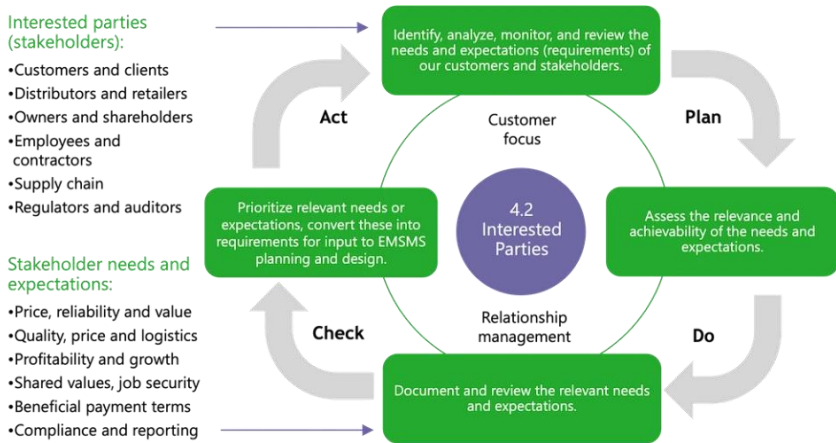 Interested parties
(stakeholders):
•Customers and clients
•Distributors and retailers
•Owners and shareholders
•Employees and
contractors
•Supply chain
•Regulators and auditors
Stakeholder needs and
expectations:
•Price, reliability and value
•Quality, price and logistics
•Profitability and growth
•Shared values, job security
•Beneficial payment terms
•Compliance and reporting
Identify, analyze, monitor, and review the
needs and expectations (requirements) of
our customers and stakeholders.
Act
Customer
focus
Plan
Prioritize relevant needs or
expectations, convert these into
requirements for input to EMSMS
planning and design.
4.2
Interested
Parties
Assess the relevance and
achievability of the needs and
expectations.
Check
Relationship
management
Do
Document and review the relevant needs
and expectations.